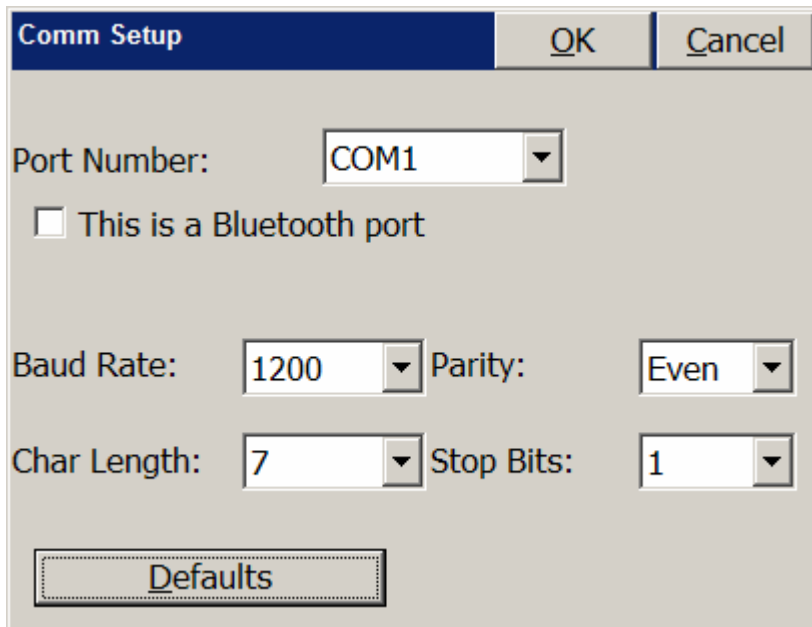 Comm Setup OK Cancel
Port Number: COM1
This is a Bluetooth port
Baud Rate: 1200 Parity: Even
Char Length: 7 Stop Bits: 1
Defaults